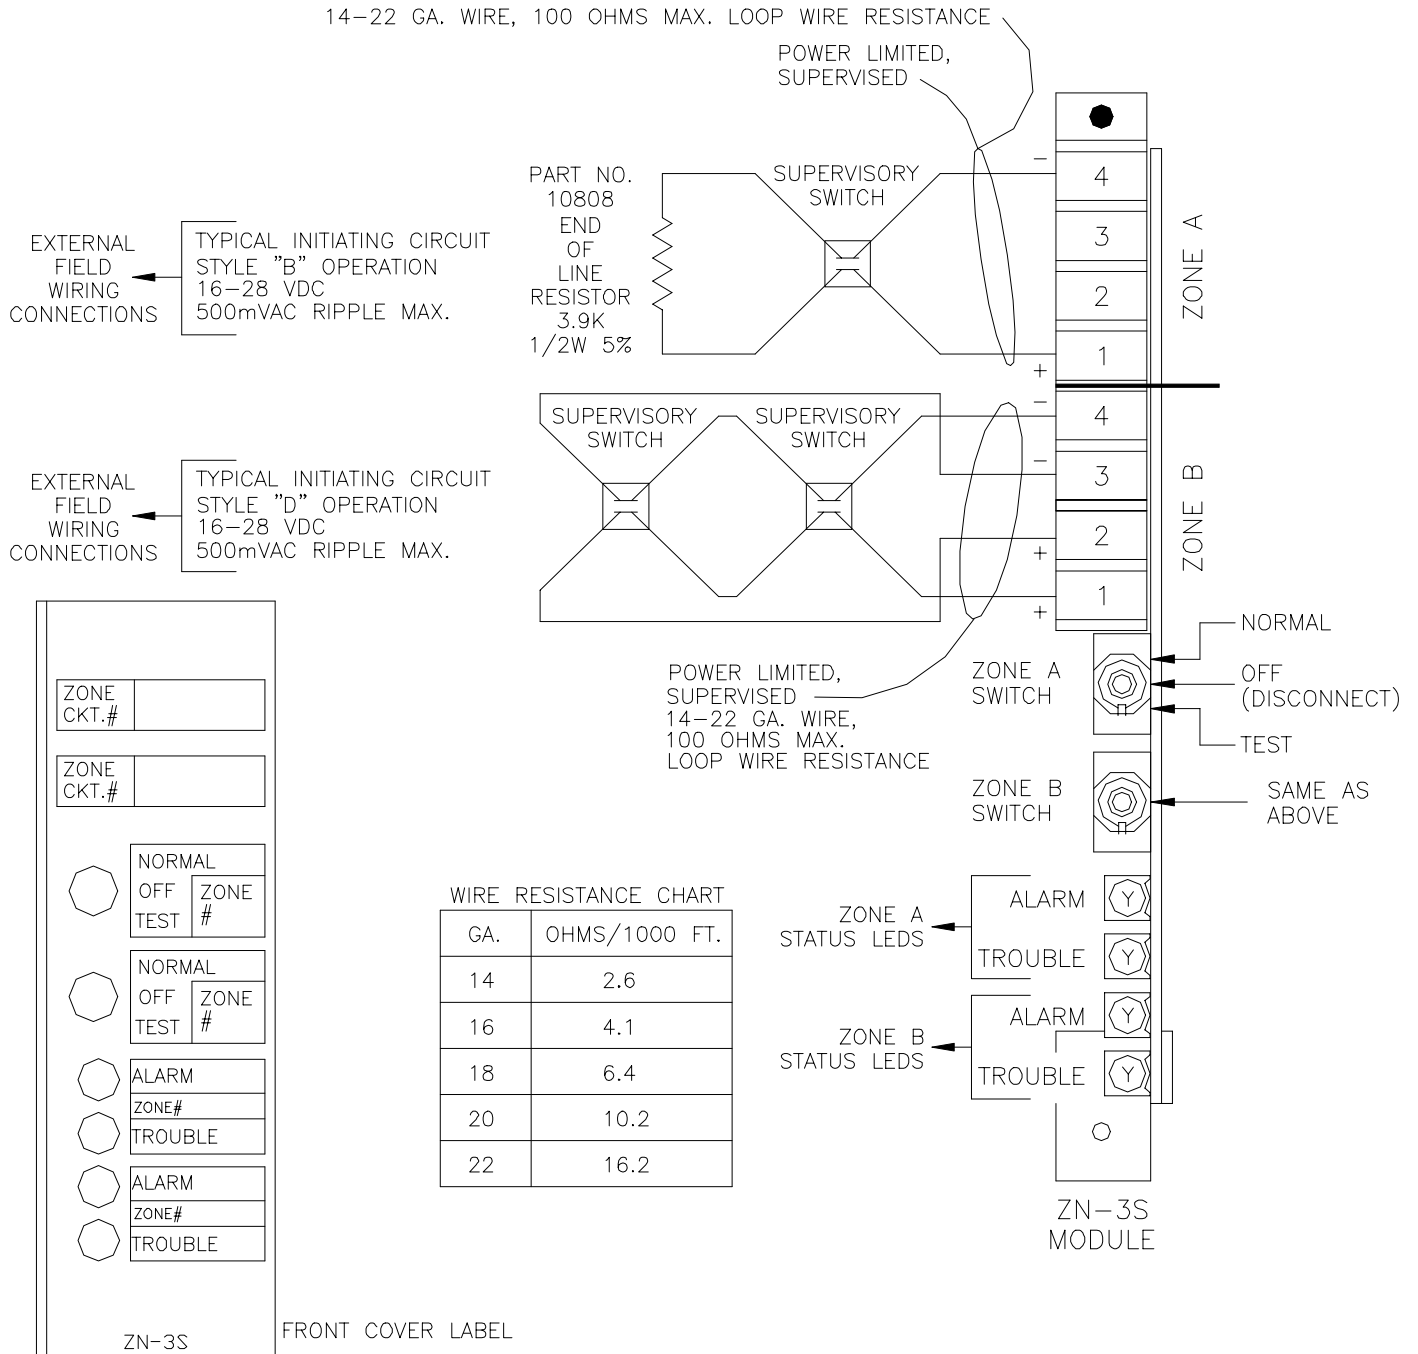 14-22 GA. WIRE, 100 OHMS MAX. LOOP WIRE RESISTANCE
POWER LIMITED,
SUPERVISED
PART NO.
10808
END
OF
LINE
RESISTOR
3.9K
1/2W 5%
SUPERVISORY
SWITCH
-
4
3
2
1
+
ZONE A
EXTERNAL
FIELD
WIRING
CONNECTIONS
TYPICAL INITIATING CIRCUIT
STYLE "B" OPERATION
16-28 VDC
500mVAC RIPPLE MAX.
SUPERVISORY
SWITCH
SUPERVISORY
SWITCH
-
4
-
3
2
+
1
+
ZONE B
EXTERNAL
FIELD
WIRING
CONNECTIONS
TYPICAL INITIATING CIRCUIT
STYLE "D" OPERATION
16-28 VDC
500mVAC RIPPLE MAX.
POWER LIMITED,
SUPERVISED
14-22 GA. WIRE,
100 OHMS MAX.
LOOP WIRE RESISTANCE
ZONE A
SWITCH
NORMAL
OFF
(DISCONNECT)
TEST
ZONE B
SWITCH
SAME AS
ABOVE
ZONE A
STATUS LEDS
ALARM
Y
TROUBLE
Y
ZONE B
STATUS LEDS
ALARM
Y
TROUBLE
Y
ZN-3S
MODULE
WIRE RESISTANCE CHART
GA. OHMS/1000 FT.
14 2.6
16 4.1
18 6.4
20 10.2
22 16.2
ZONE
CKT.#
ZONE
CKT.#
NORMAL
OFF
TEST
ZONE
#
NORMAL
OFF
TEST
ZONE
#
ALARM
ZONE#
TROUBLE
ALARM
ZONE#
TROUBLE
ZN-3S
FRONT COVER LABEL